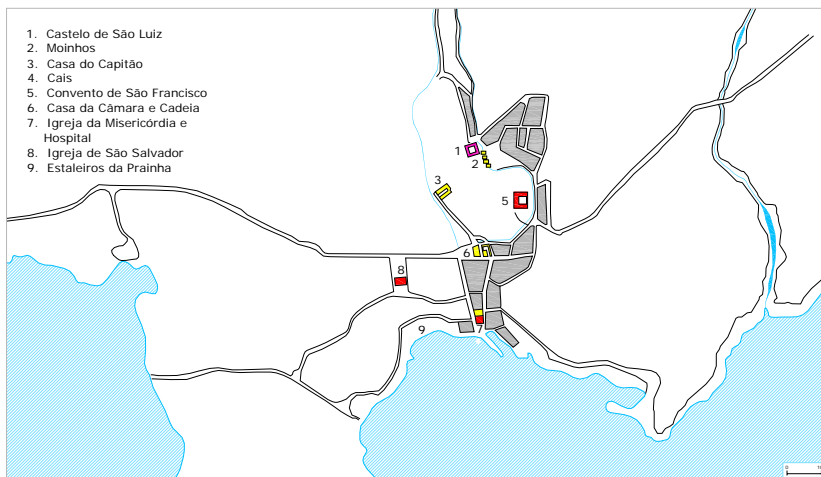 1. Castelo de São Luiz
2. Moinhos
3. Casa do Capitão
4. Cais
5. Convento de São Francisco
6. Casa da Câmara e Cadeia
7. Igreja da Misericórdia e
Hospital
8. Igreja de São Salvador
9. Estaleiros da Prainha
1
2
3
5
6
8
9
7
0